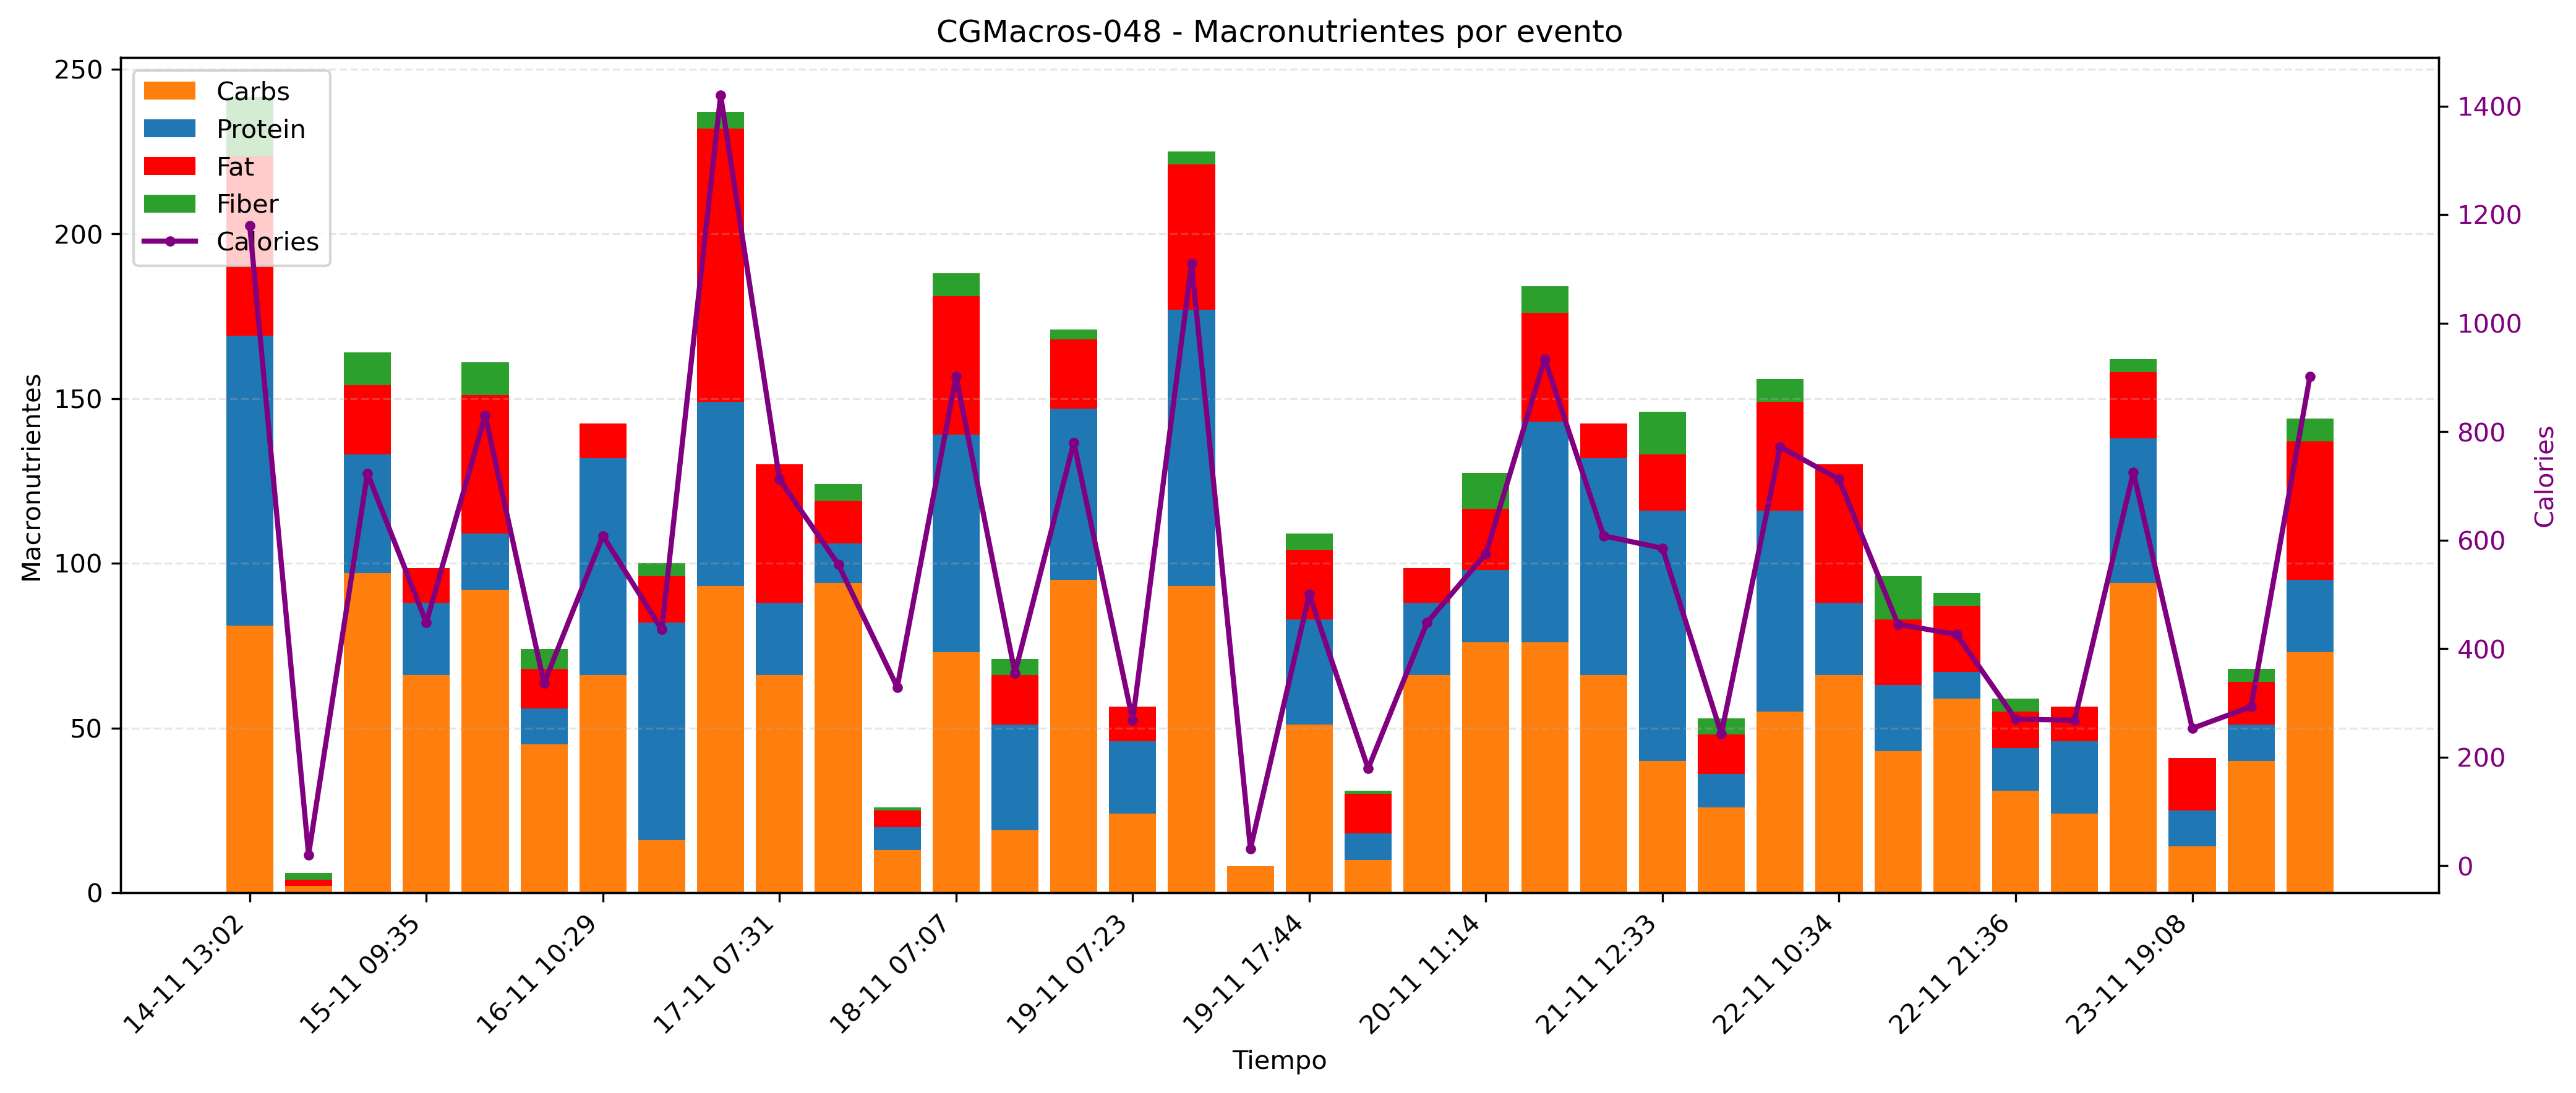 CGMacros-048 - Macronutrientes por evento
Carbs
Protein
Fat
Fiber
Calories
Macronutrientes
250
200
150
100
50
0
Calories
1400
1200
1000
800
600
400
200
0
14-11 13:02
15-11 09:35
16-11 10:29
17-11 07:31
18-11 07:07
19-11 07:23
19-11 17:44
20-11 11:14
21-11 12:33
22-11 10:34
22-11 21:36
23-11 19:08
Tiempo